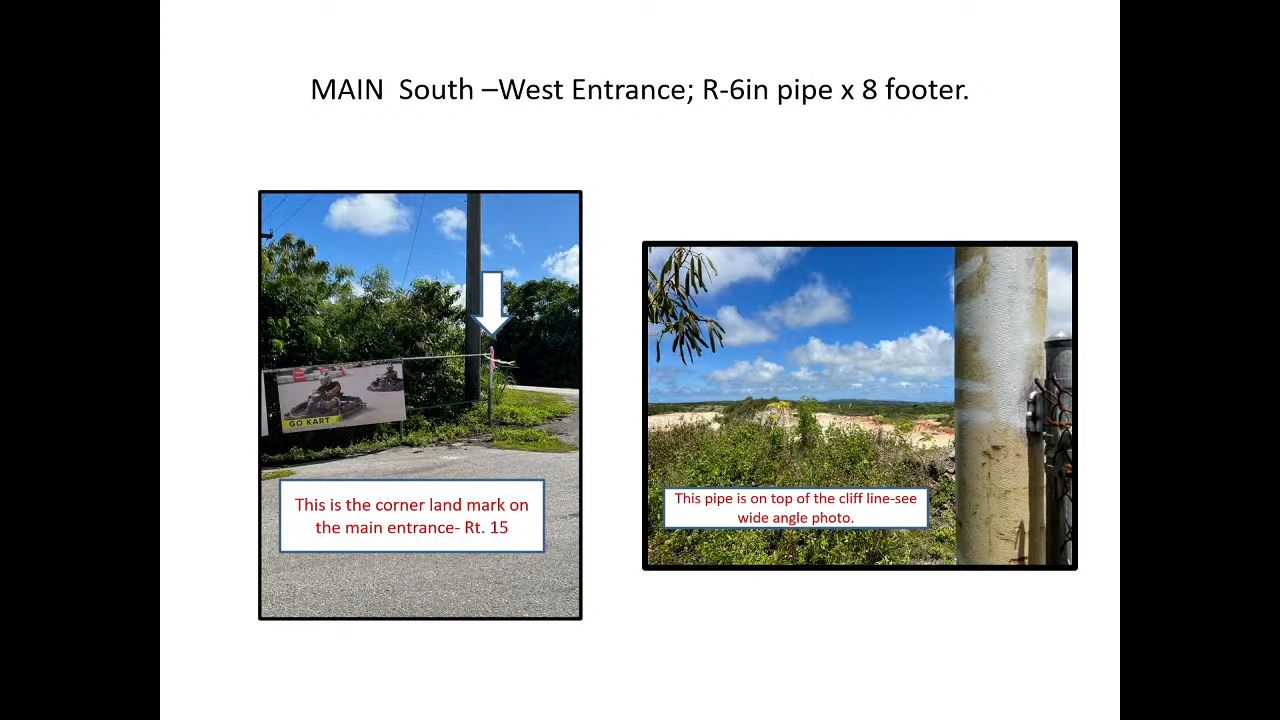 MAIN  South –West Entrance; R-6in pipe x 8 footer.
GO KART
This is the corner land mark on
the main entrance- Rt. 15
This pipe is on top of the cliff line-see
wide angle photo.